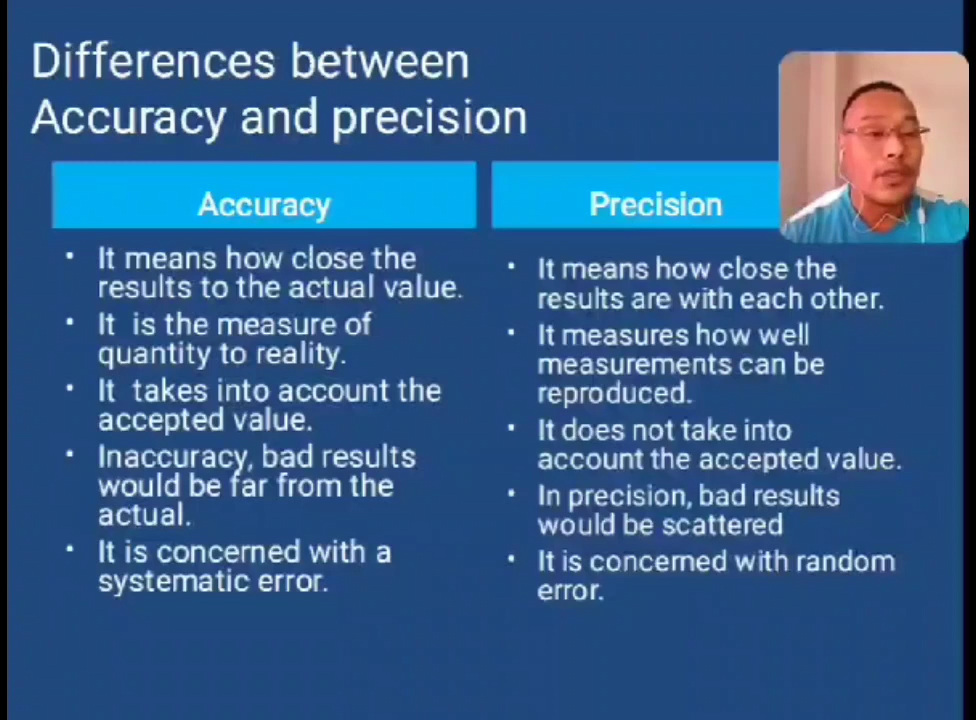 Differences between
Accuracy and precision
Accuracy
• It means how close the
results to the actual value.
• It is the measure of
quantity to reality.
• It takes into account the
accepted value.
• Inaccuracy, bad results
would be far from the
actual.
• It is concerned with a
systematic error.
Precision
• It means how close the
results are with each other.
• It measures how well
measurements can be
reproduced.
• It does not take into
account the accepted value.
• In precision, bad results
would be scattered
• It is concerned with random
error.